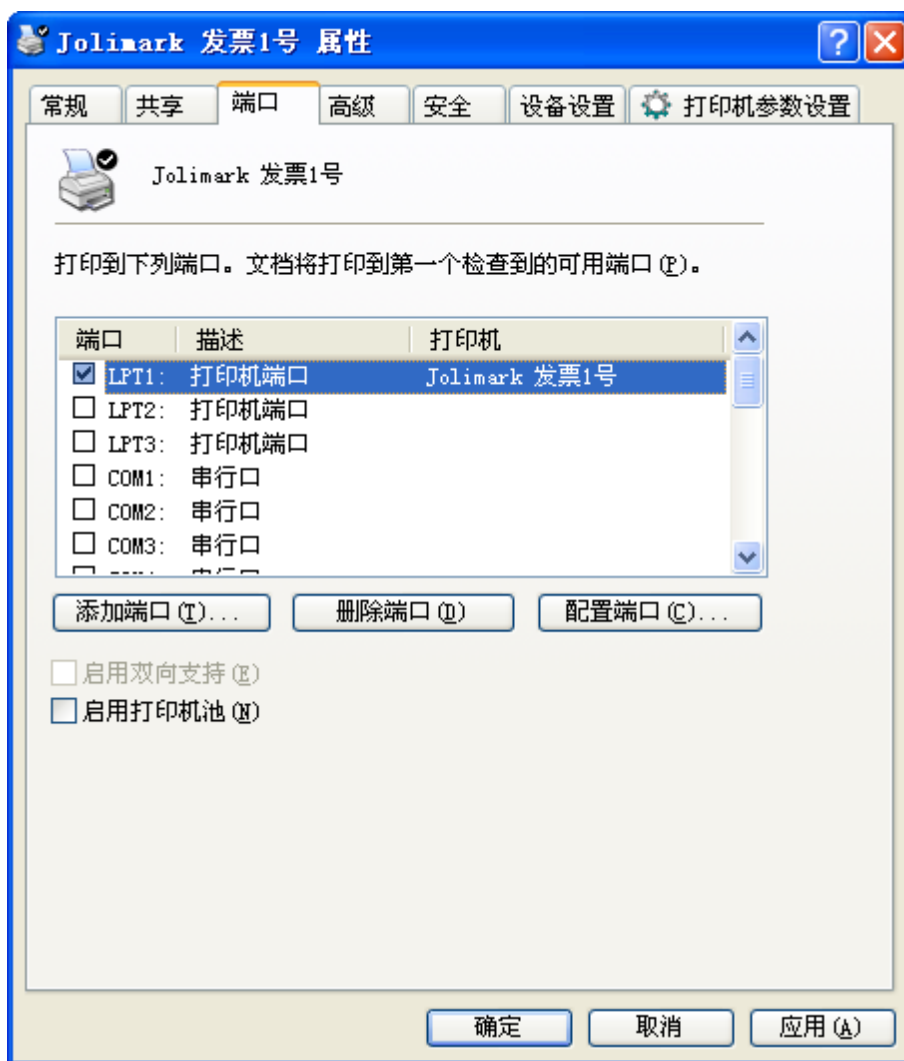 Jolimark 发票1号 属性
常规 共享 端口 高级 安全 设备设置 打印机参数设置
Jolimark 发票1号
打印到下列端口。文档将打印到第一个检查到的可用端口(P)。
端口 描述 打印机
LPT1: 打印机端口 Jolimark 发票1号
LPT2: 打印机端口
LPT3: 打印机端口
COM1: 串行口
COM2: 串行口
COM3: 串行口
添加端口(T)... 删除端口(D) 配置端口(C)...
启用双向支持(E)
启用打印机池(N)
确定 取消 应用(A)